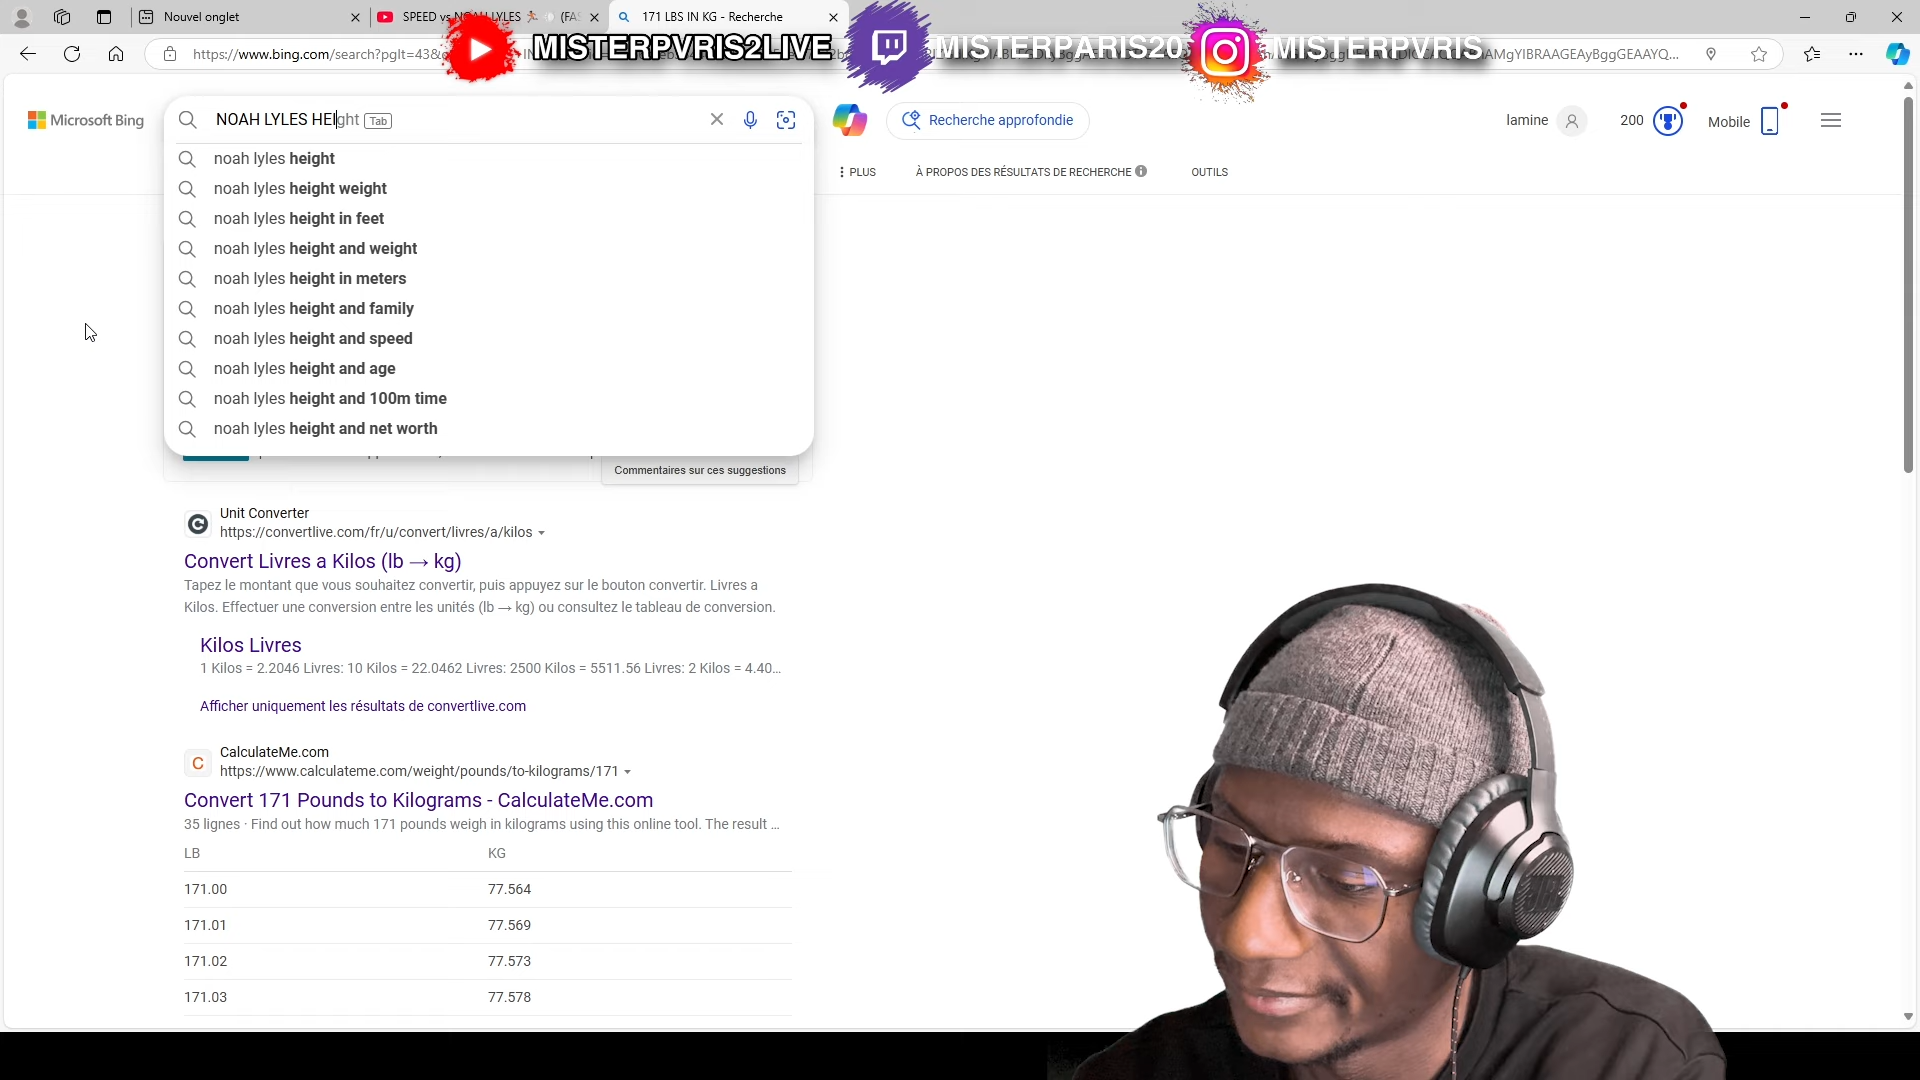 Nouvel onglet
SPEED vs NOAH LYLES
171 LBS IN KG - Recherche
https://www.bing.com/search?pglt=43&
MISTERPVRIS2LIVE
MISTERPARIS20
MISTERPVRIS
AMgYIBRAAGEAyBggGEAAYQ...
Microsoft Bing
NOAH LYLES HEIght Tab
Recherche approfondie
lamine
200
Mobile
PLUS
À PROPOS DES RÉSULTATS DE RECHERCHE
OUTILS
noah lyles height
noah lyles height weight
noah lyles height in feet
noah lyles height and weight
noah lyles height in meters
noah lyles height and family
noah lyles height and speed
noah lyles height and age
noah lyles height and 100m time
noah lyles height and net worth
Commentaires sur ces suggestions
Unit Converter
https://convertlive.com/fr/u/convert/livres/a/kilos
Convert Livres a Kilos (lb → kg)
Tapez le montant que vous souhaitez convertir, puis appuyez sur le bouton convertir. Livres a
Kilos. Effectuer une conversion entre les unités (lb → kg) ou consultez le tableau de conversion.
Kilos Livres
1 Kilos = 2.2046 Livres: 10 Kilos = 22.0462 Livres: 2500 Kilos = 5511.56 Livres: 2 Kilos = 4.40...
Afficher uniquement les résultats de convertlive.com
C
CalculateMe.com
https://www.calculateme.com/weight/pounds/to-kilograms/171
Convert 171 Pounds to Kilograms - CalculateMe.com
35 lignes · Find out how much 171 pounds weigh in kilograms using this online tool. The result ...
LB KG
171.00 77.564
171.01 77.569
171.02 77.573
171.03 77.578
JBL